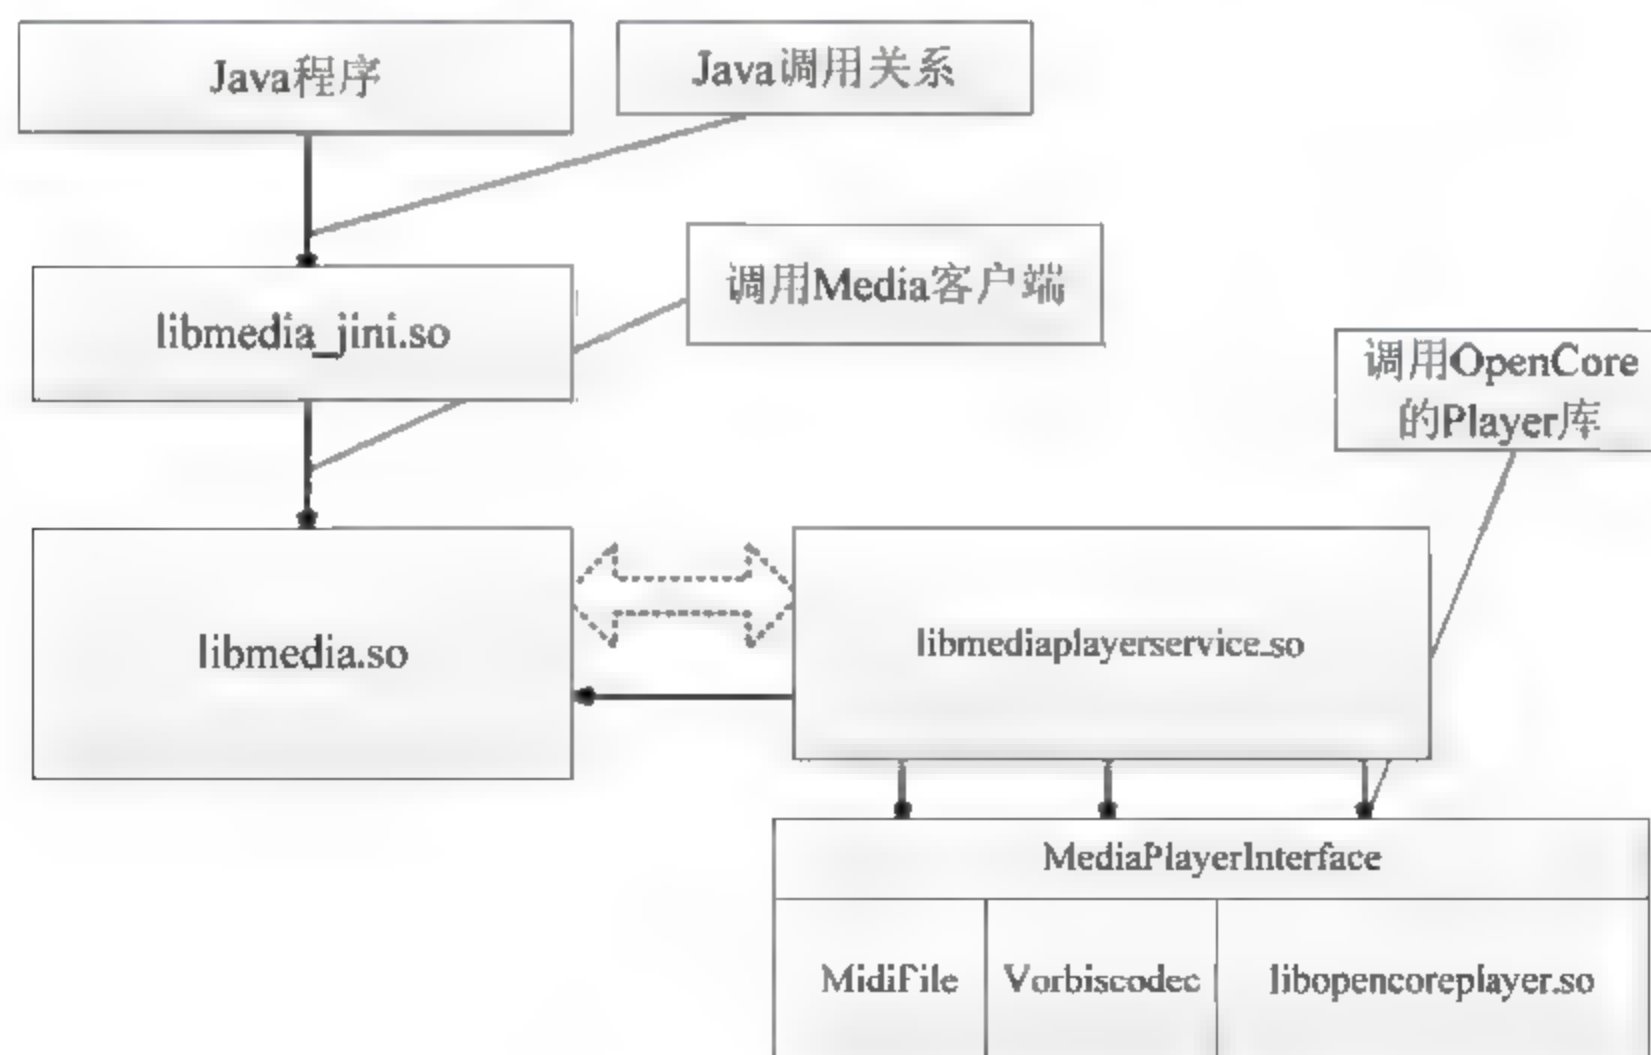 Java程序
Java调用关系
调用Media客户端
libmedia_jini.so
调用OpenCore
的Player库
libmedia.so
libmediaplayerservice.so
MediaPlayerInterface
MidiFile
Vorbiscodec
libopencoreplayer.so